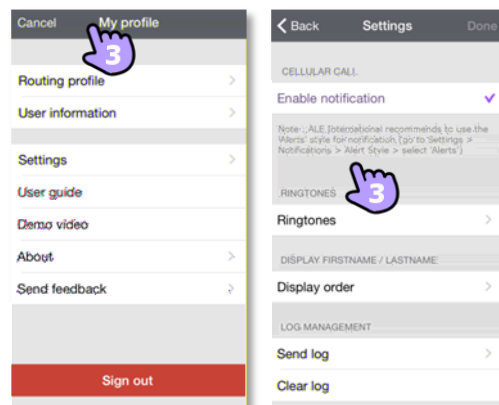 Cancel My profile
3
Routing profile
User information
Settings
User guide
Demo video
About
Send feedback
Sign out
Back Settings Done
CELLULAR CALL
Enable notification
Note: ALE International recommends to use the
'Alerts' style for notification (go to 'Settings >
Notifications > Alert Style > select 'Alerts')
3
RINGTONES
Ringtones
DISPLAY FIRSTNAME / LASTNAME
Display order
LOG MANAGEMENT
Send log
Clear log